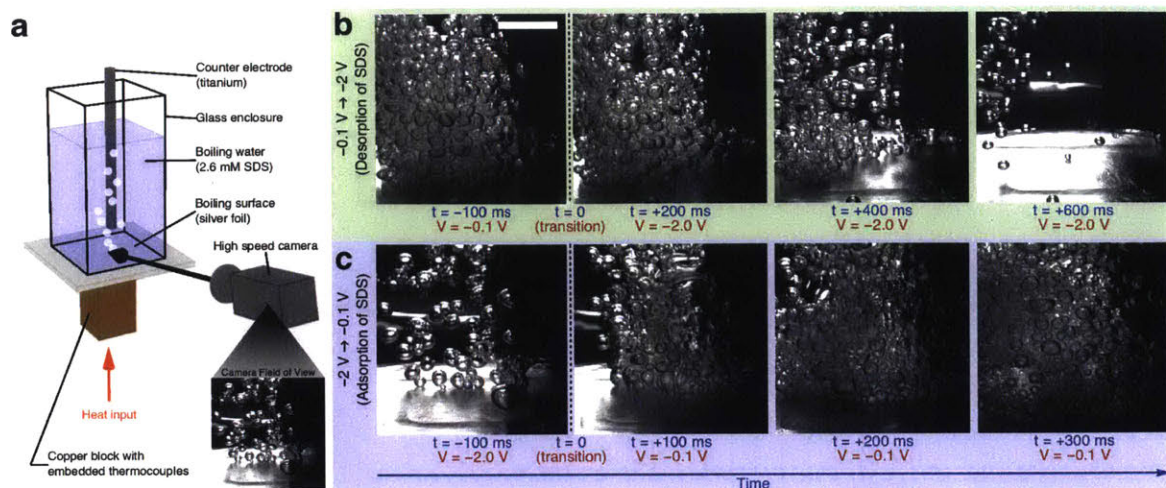 a
Counter electrode
(titanium)
Glass enclosure
Boiling water
(2.6 mM SDS)
Boiling surface
(silver foil)
High speed camera
Camera Field of View
Heat input
Copper block with
embedded thermocouples
b
−0.1 V → −2 V
(Desorption of SDS)
t = −100 ms
V = −0.1 V
t = 0
(transition)
t = +200 ms
V = −2.0 V
t = +400 ms
V = −2.0 V
t = +600 ms
V = −2.0 V
c
−2 V → −0.1 V
(Adsorption of SDS)
t = −100 ms
V = −2.0 V
t = 0
(transition)
t = +100 ms
V = −0.1 V
t = +200 ms
V = −0.1 V
t = +300 ms
V = −0.1 V
Time